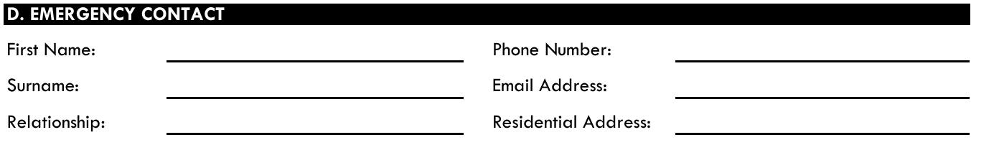 D. EMERGENCY CONTACT
First Name: Phone Number:
Surname: Email Address:
Relationship: Residential Address: